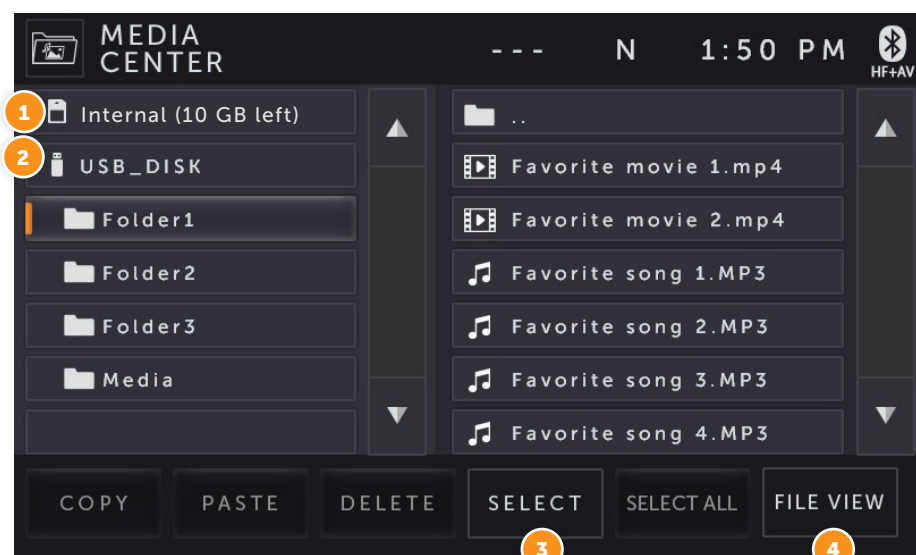 MEDIA
CENTER
--- N 1:50 PM
HF+AV
1 Internal (10 GB left)
2 USB_DISK
Folder1
Folder2
Folder3
Media
..
Favorite movie 1.mp4
Favorite movie 2.mp4
Favorite song 1.MP3
Favorite song 2.MP3
Favorite song 3.MP3
Favorite song 4.MP3
COPY PASTE DELETE SELECT SELECT ALL FILE VIEW
3 4